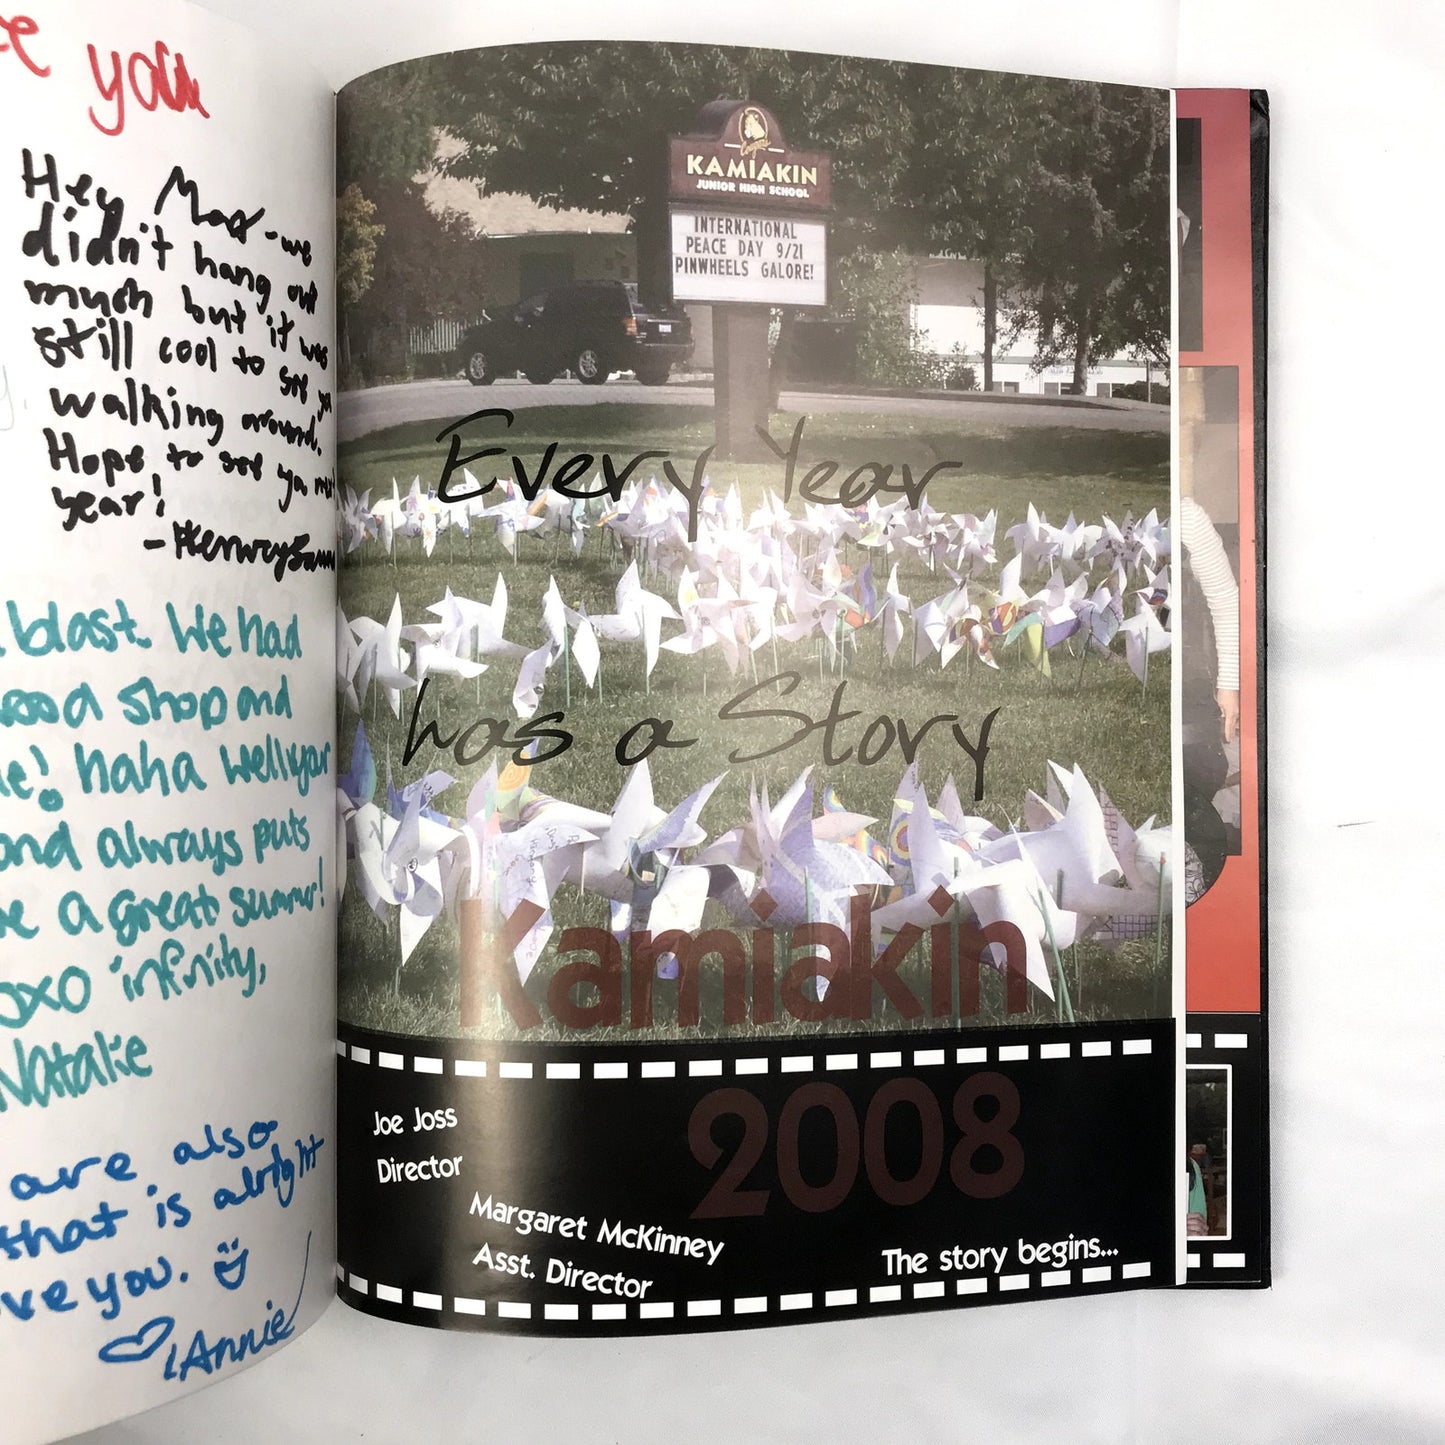 you
Hey Max - we
didn't hang out
much but it was
still cool to see you
walking around.
Hope to see you next
year!
blast. We had
shop and
haha well your
and always puts
a great summer!
oxo infinity,
Natalie
are also
that is alright
you.
Annie
Cougars
KAMIAKIN
JUNIOR HIGH SCHOOL
INTERNATIONAL
PEACE DAY 9/21
PINWHEELS GALORE!
Every Year
has a Story
Kamiakin
2008
Joe Joss
Director
Margaret McKinney
Asst. Director
The story begins...